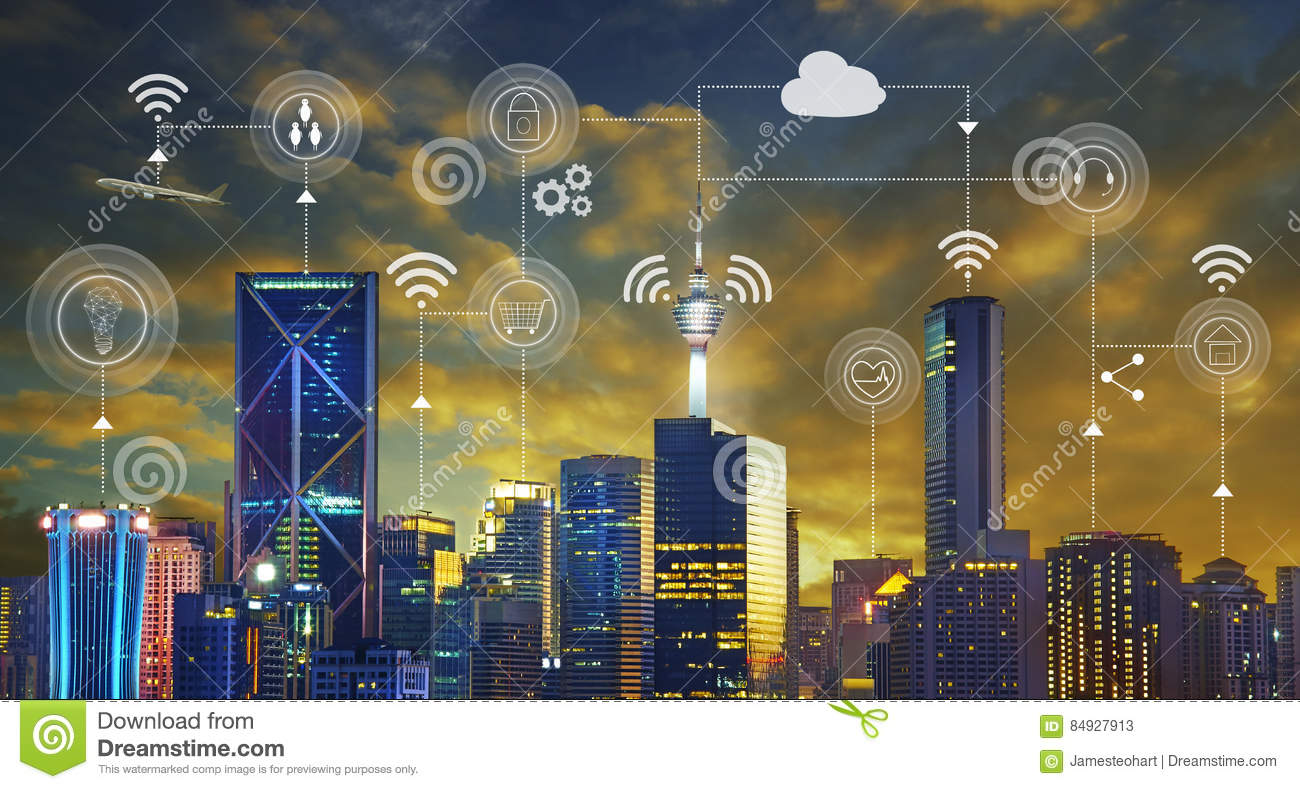 dreamstime.
dreamstime.
dreamstime.
dreamstime.
Download from
Dreamstime.com
This watermarked comp image is for previewing purposes only.
ID 84927913
© Jamesteohart | Dreamstime.com